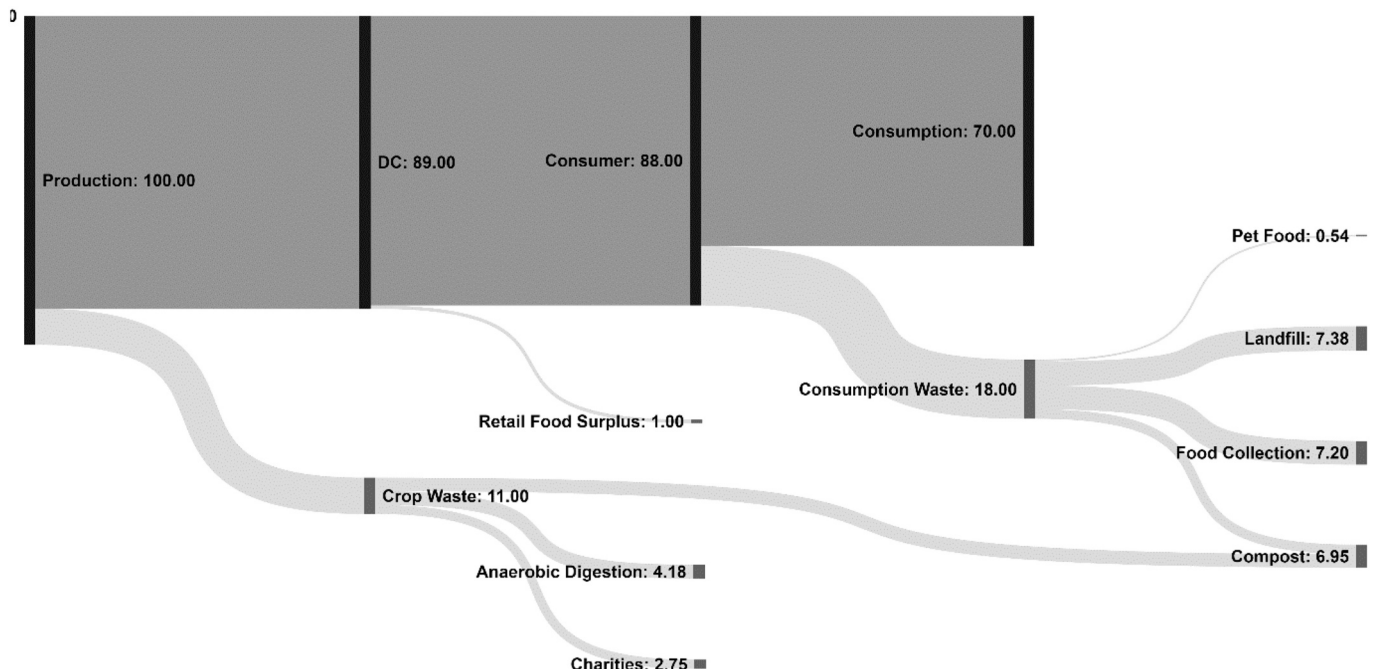 Production: 100.00
DC: 89.00
Consumer: 88.00
Consumption: 70.00
Pet Food: 0.54
Landfill: 7.38
Consumption Waste: 18.00
Retail Food Surplus: 1.00
Food Collection: 7.20
Crop Waste: 11.00
Compost: 6.95
Anaerobic Digestion: 4.18
Charities: 2.75